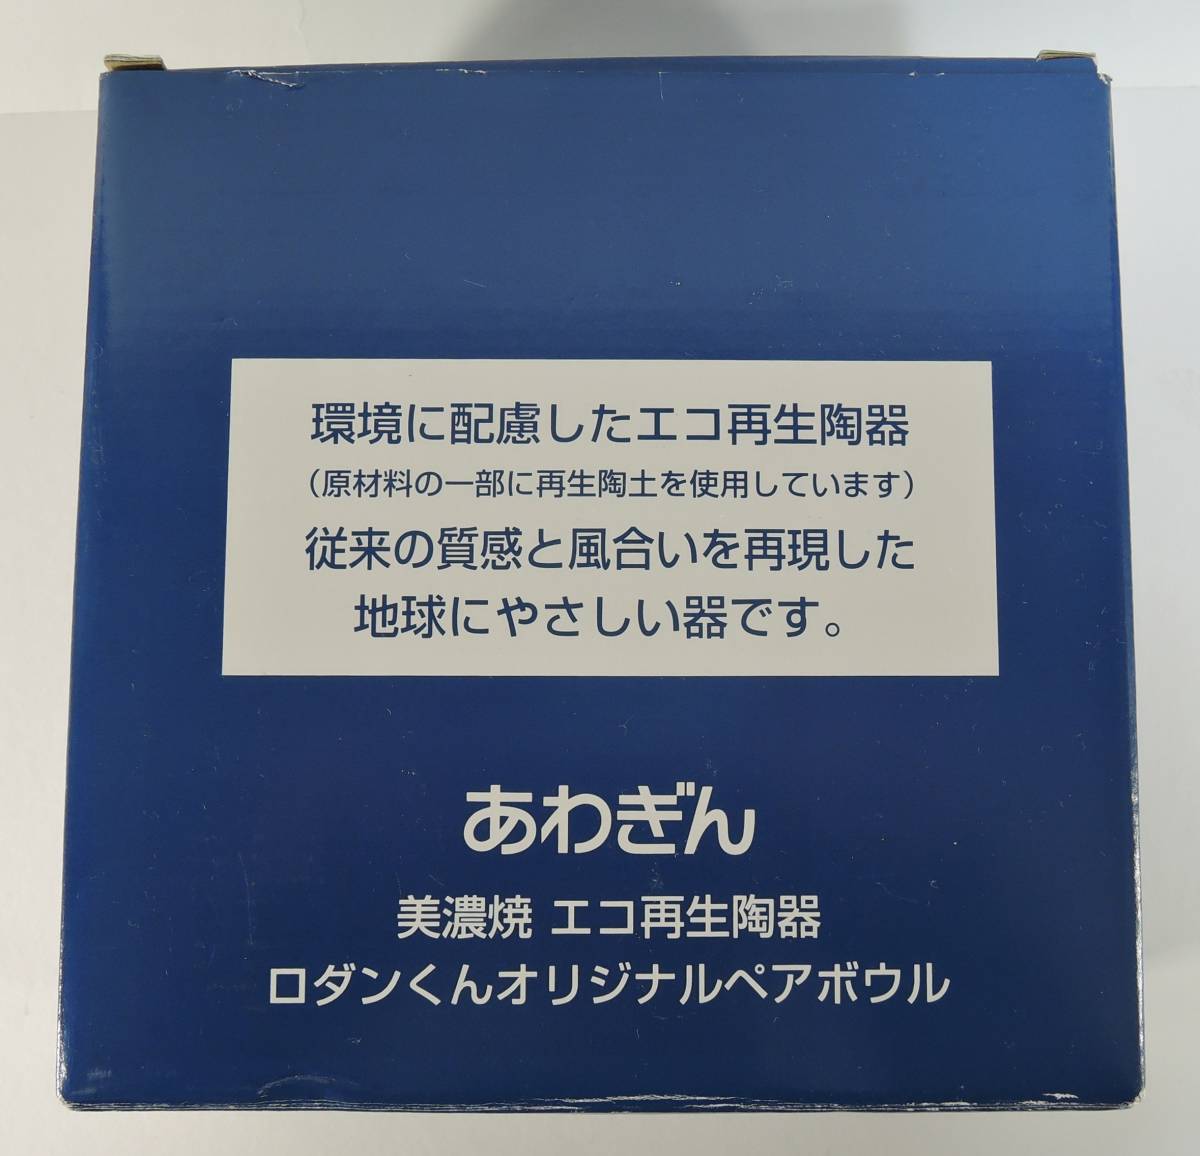 環境に配慮したエコ再生陶器
（原材料の一部に再生陶土を使用しています）
従来の質感と風合いを再現した
地球にやさしい器です。
あわぎん
美濃焼 エコ再生陶器
ロダンくんオリジナルペアボウル